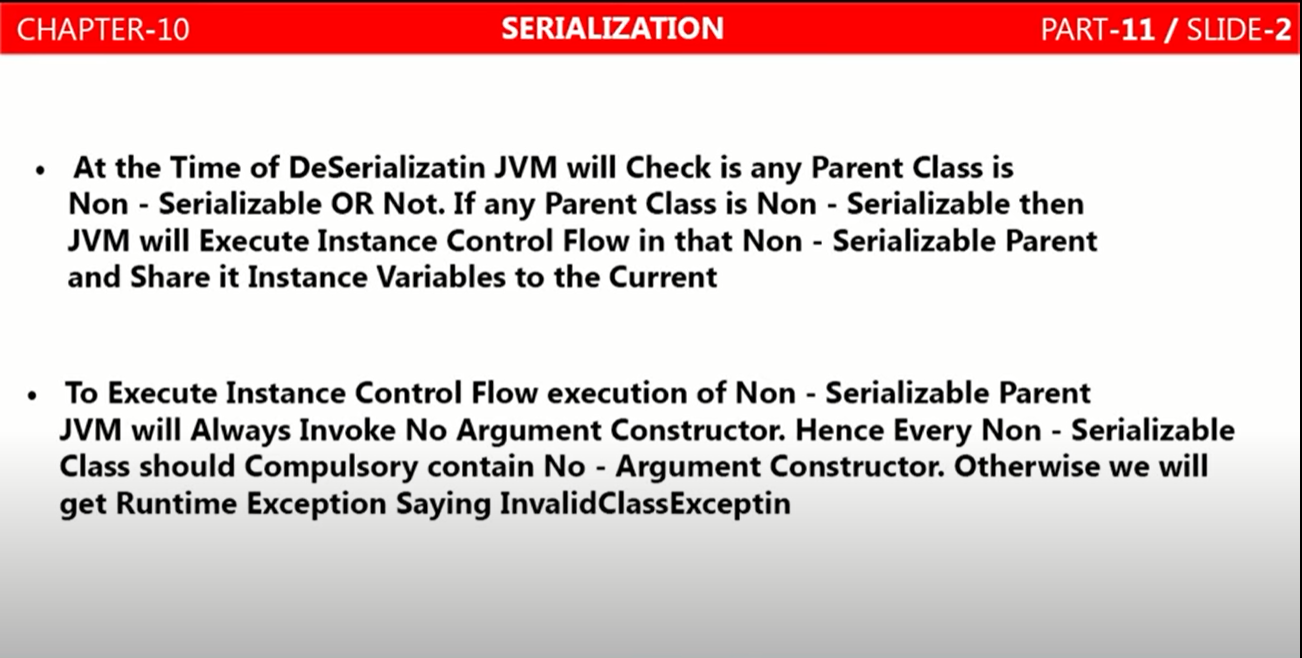 CHAPTER-10 SERIALIZATION PART-11 / SLIDE-2
• At the Time of DeSerializatin JVM will Check is any Parent Class is
Non - Serializable OR Not. If any Parent Class is Non - Serializable then
JVM will Execute Instance Control Flow in that Non - Serializable Parent
and Share it Instance Variables to the Current
• To Execute Instance Control Flow execution of Non - Serializable Parent
JVM will Always Invoke No Argument Constructor. Hence Every Non - Serializable
Class should Compulsory contain No - Argument Constructor. Otherwise we will
get Runtime Exception Saying InvalidClassExceptin